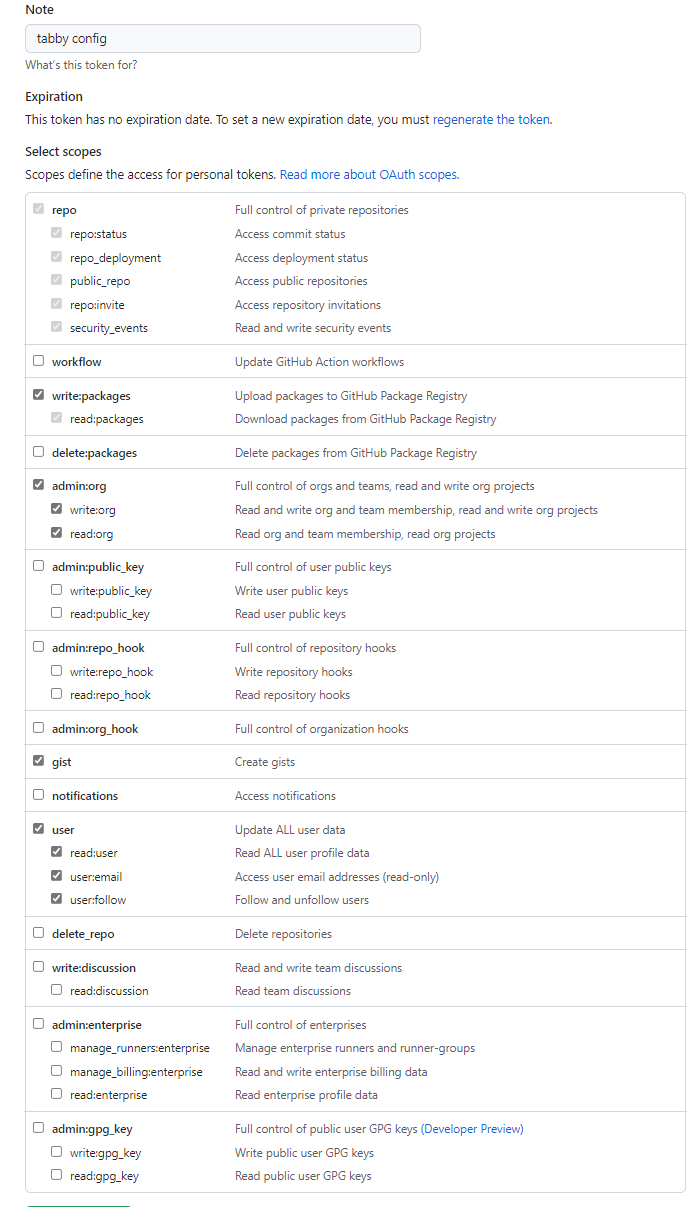 Note
tabby config
What's this token for?
Expiration
This token has no expiration date. To set a new expiration date, you must regenerate the token.
Select scopes
Scopes define the access for personal tokens. Read more about OAuth scopes.
repo Full control of private repositories
repo:status Access commit status
repo_deployment Access deployment status
public_repo Access public repositories
repo:invite Access repository invitations
security_events Read and write security events
workflow Update GitHub Action workflows
write:packages Upload packages to GitHub Package Registry
read:packages Download packages from GitHub Package Registry
delete:packages Delete packages from GitHub Package Registry
admin:org Full control of orgs and teams, read and write org projects
write:org Read and write org and team membership, read and write org projects
read:org Read org and team membership, read org projects
admin:public_key Full control of user public keys
write:public_key Write user public keys
read:public_key Read user public keys
admin:repo_hook Full control of repository hooks
write:repo_hook Write repository hooks
read:repo_hook Read repository hooks
admin:org_hook Full control of organization hooks
gist Create gists
notifications Access notifications
user Update ALL user data
read:user Read ALL user profile data
user:email Access user email addresses (read-only)
user:follow Follow and unfollow users
delete_repo Delete repositories
write:discussion Read and write team discussions
read:discussion Read team discussions
admin:enterprise Full control of enterprises
manage_runners:enterprise Manage enterprise runners and runner-groups
manage_billing:enterprise Read and write enterprise billing data
read:enterprise Read enterprise profile data
admin:gpg_key Full control of public user GPG keys (Developer Preview)
write:gpg_key Write public user GPG keys
read:gpg_key Read public user GPG keys